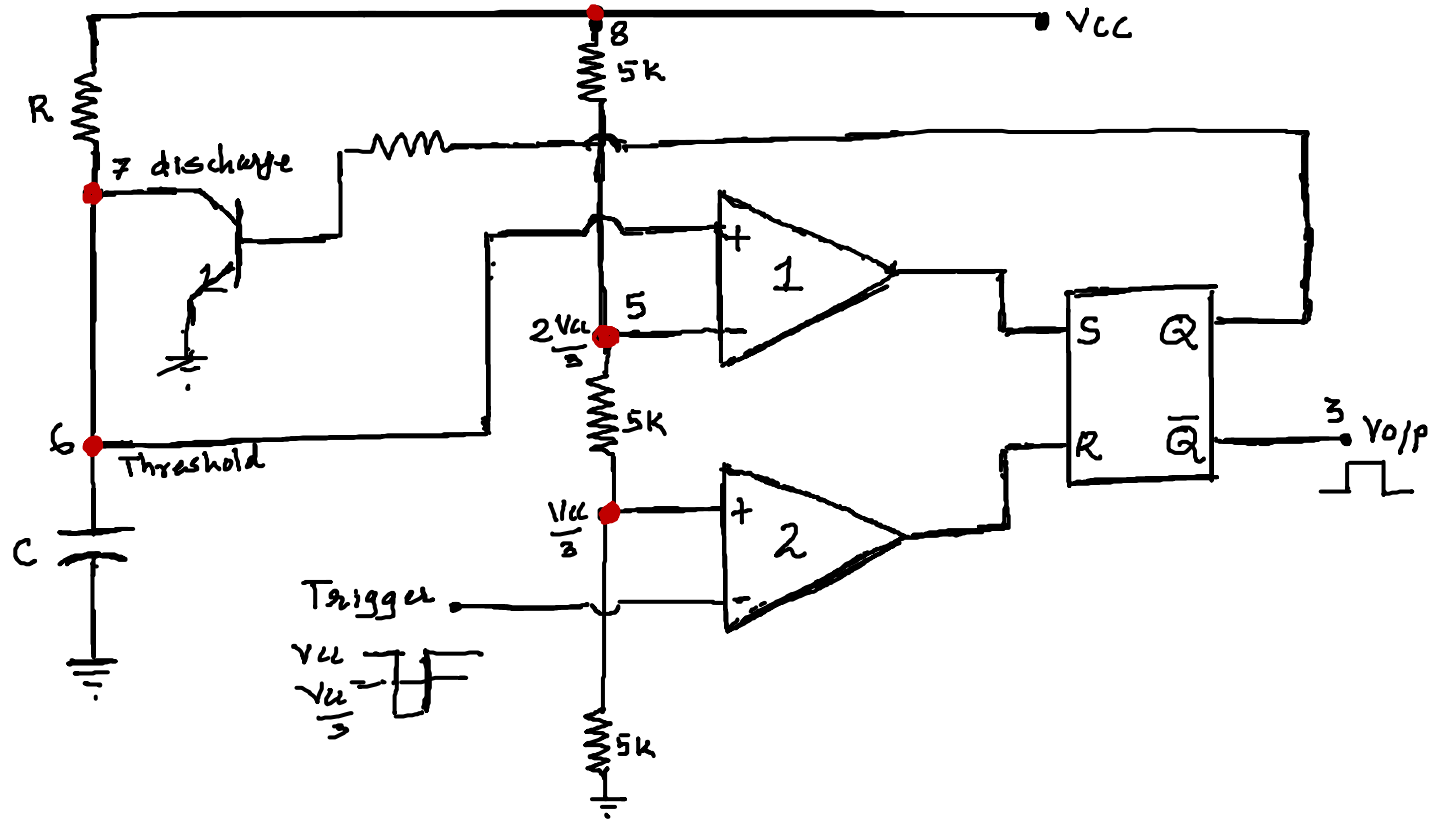 8
Vcc
5K
R
7 discharge
+
1
5
2Vcc/3
-
S Q
5K
3
Vo/p
6
Threshold
R Q̅
Vcc/3
+
2
C
Trigger
-
Vcc
Vcc/3
5K